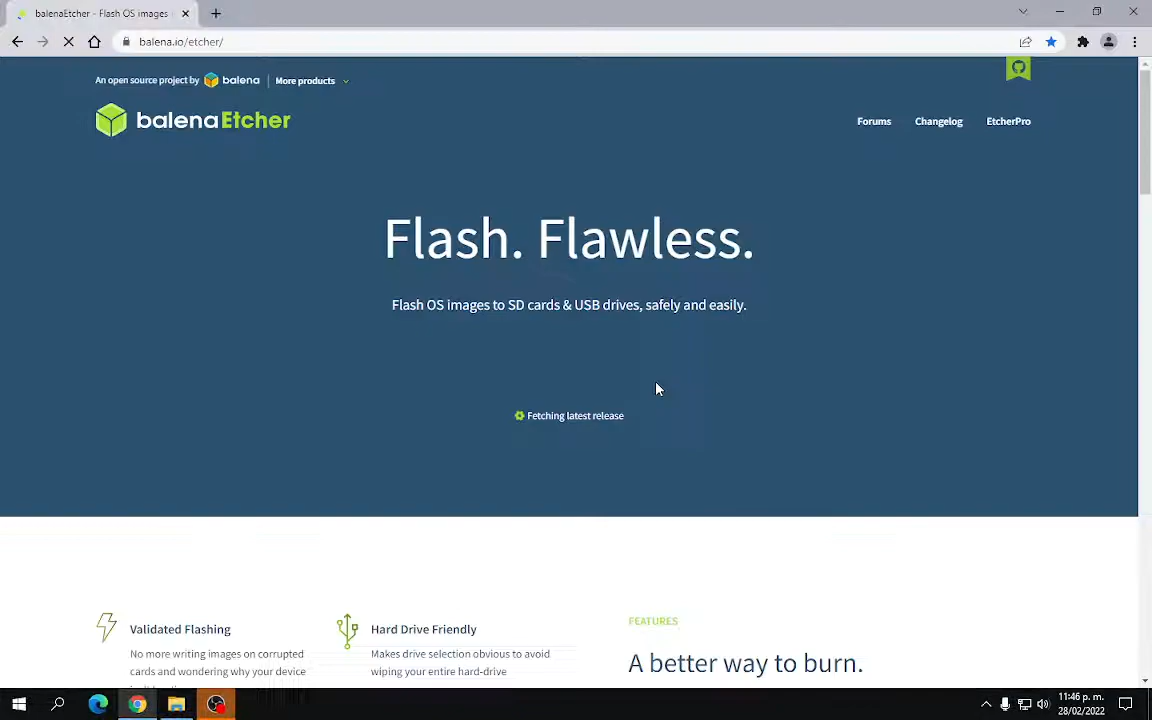 balenaEtcher - Flash OS images
balena.io/etcher/
An open source project by balena More products
balenaEtcher
Forums Changelog EtcherPro
Flash. Flawless.
Flash OS images to SD cards & USB drives, safely and easily.
Fetching latest release
Validated Flashing
No more writing images on corrupted
cards and wondering why your device
Hard Drive Friendly
Makes drive selection obvious to avoid
wiping your entire hard-drive
FEATURES
A better way to burn.
11:46 p. m.
28/02/2022